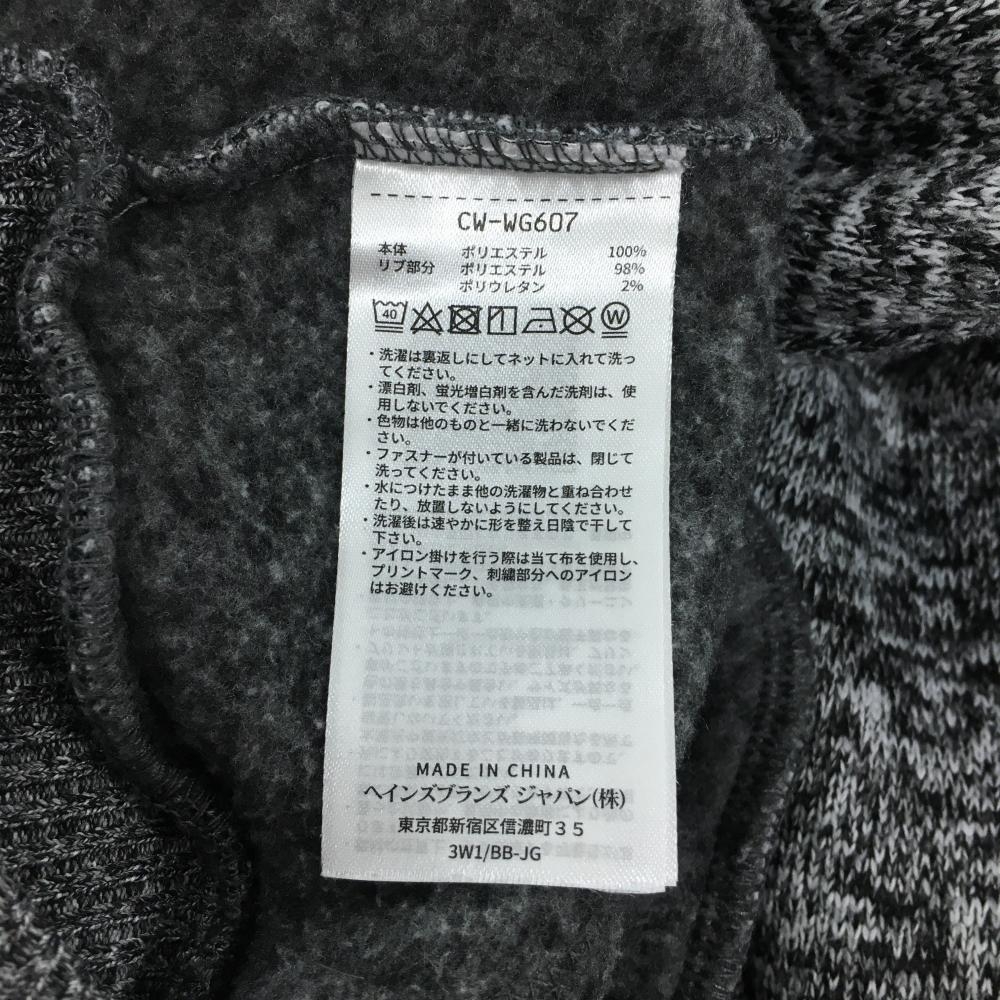 CW-WG607
本体 ポリエステル 100%
リブ部分 ポリエステル 98%
ポリウレタン 2%
40 W
・洗濯は裏返しにしてネットに入れて洗っ
てください。
・漂白剤、蛍光増白剤を含んだ洗剤は、使
用しないでください。
・色物は他のものと一緒に洗わないでくだ
さい。
・ファスナーが付いている製品は、閉じて
洗ってください。
・水につけたまま他の洗濯物と重ね合わせ
たり、放置しないようにしてください。
・洗濯後は速やかに形を整え日陰で干して
下さい。
・アイロン掛けを行う際は当て布を使用し、
プリントマーク、刺繍部分へのアイロン
はお避けください。
MADE IN CHINA
ヘインズブランズ ジャパン(株)
東京都新宿区信濃町35
3W1/BB-JG